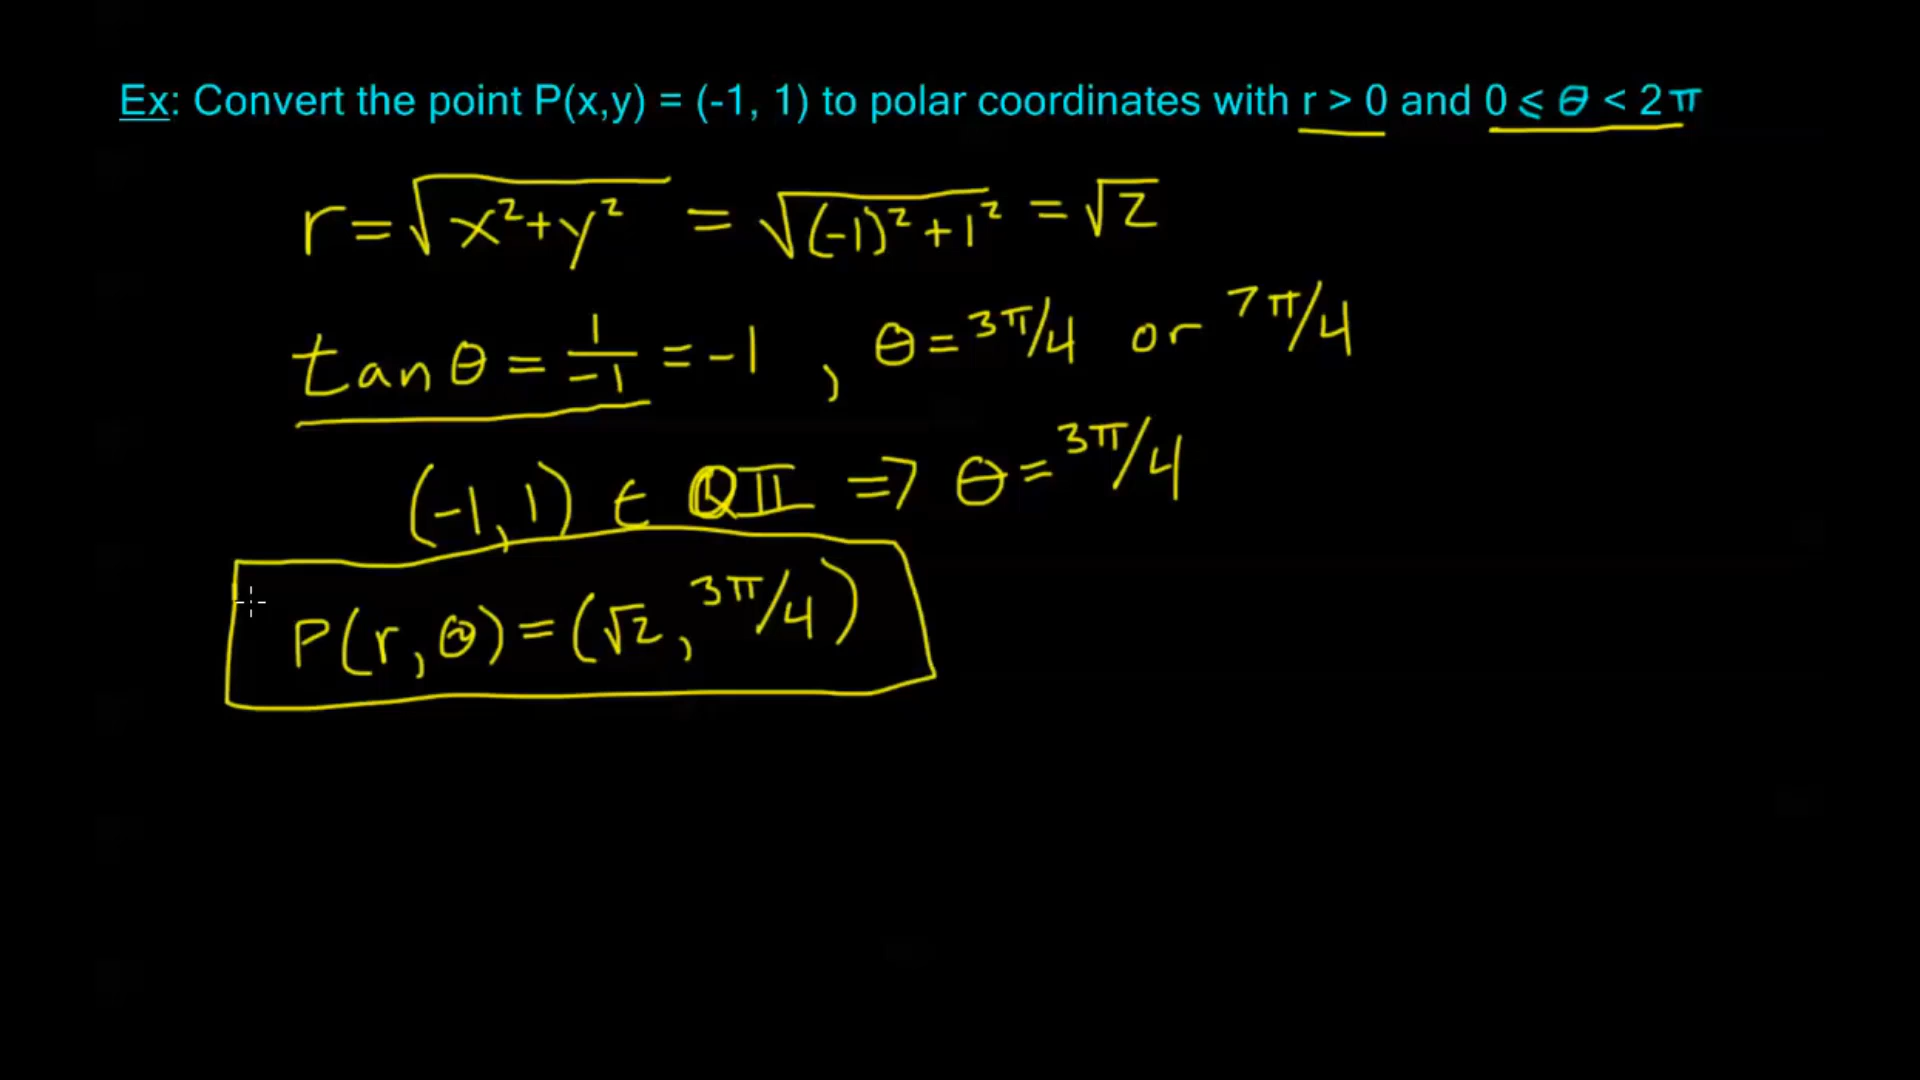 Ex: Convert the point P(x,y) = (-1, 1) to polar coordinates with r > 0 and 0 ⩽ θ < 2π
r = √(x²+y²) = √((-1)²+1²) = √2
tan θ = 1/-1 = -1 , θ = 3π/4 or 7π/4
(-1,1) ∈ QII => θ = 3π/4
P(r,θ) = (√2, 3π/4)